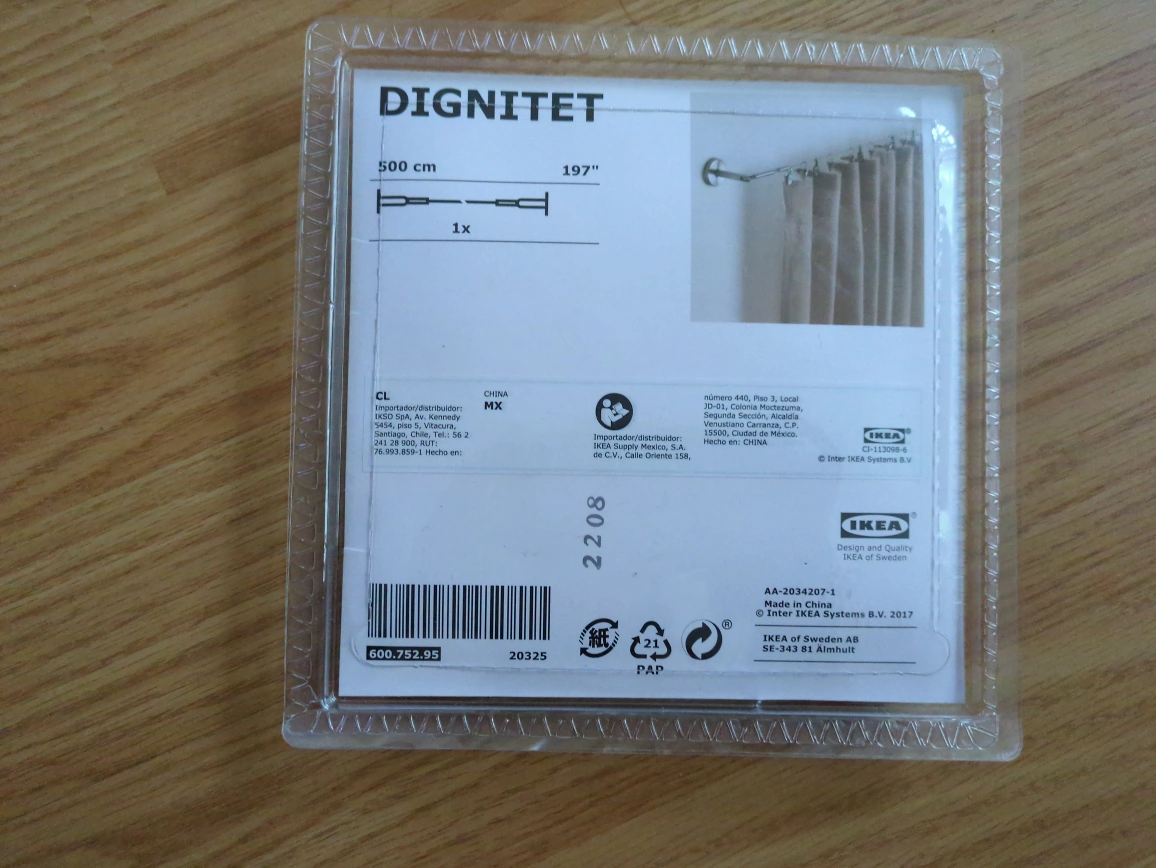 DIGNITET
500 cm 197"
1x
CL
Importador/distribuidor:
IKSO SpA, Av. Kennedy
5454, piso 5, Vitacura,
Santiago, Chile, Tel.: 56 2
241 28 900, RUT:
76.993.859-1 Hecho en:
CHINA
MX
Importador/distribuidor:
IKEA Supply Mexico, S.A.
de C.V., Calle Oriente 158,
número 440, Piso 3, Local
JD-01, Colonia Moctezuma,
Segunda Sección, Alcaldía
Venustiano Carranza, C.P.
15500, Ciudad de México.
Hecho en: CHINA
IKEA®
CI-113098-6
© Inter IKEA Systems B.V
2208
IKEA®
Design and Quality
IKEA of Sweden
600.752.95 20325
紙
21
PAP
®
AA-2034207-1
Made in China
© Inter IKEA Systems B.V. 2017
IKEA of Sweden AB
SE-343 81 Älmhult